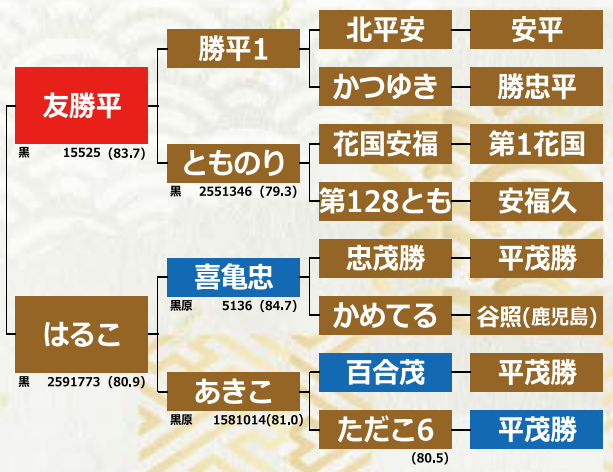 友勝平
黒 15525 (83.7)
はるこ
黒 2591773 (80.9)
勝平1
とものり
黒 2551346 (79.3)
喜亀忠
黒原 5136 (84.7)
あきこ
黒原 1581014(81.0)
北平安
かつゆき
花国安福
第128とも
忠茂勝
かめてる
百合茂
ただこ6
(80.5)
安平
勝忠平
第1花国
安福久
平茂勝
谷照(鹿児島)
平茂勝
平茂勝